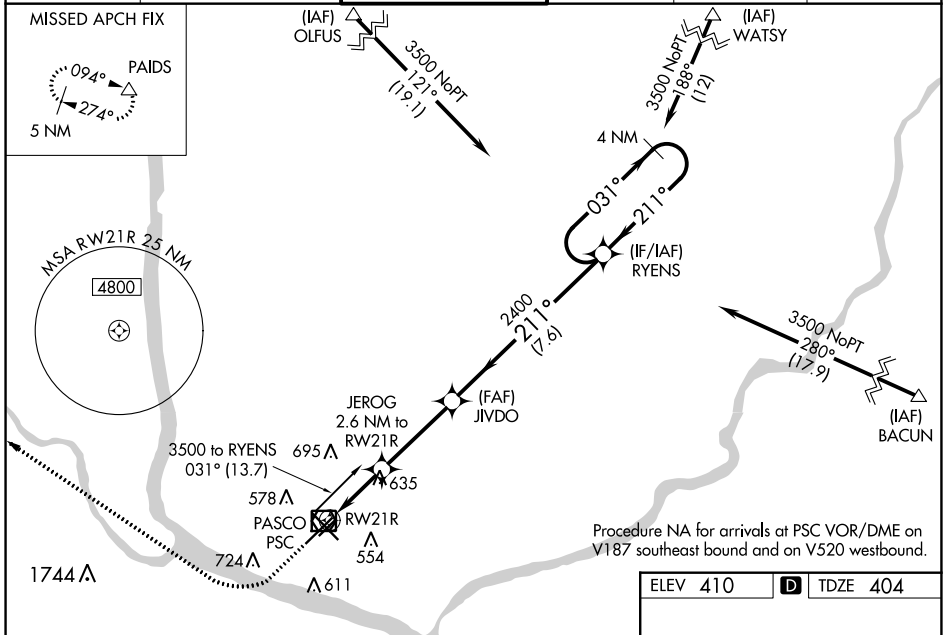 MISSED APCH FIX
094°
PAIDS
274°
5 NM
(IAF)
OLFUS
3500 NoPT
121°
(19.1)
(IAF)
WATSY
3500 NoPT
188°
(12)
4 NM
031°
211°
(IF/IAF)
RYENS
MSA RW21R 25 NM
4800
2400
211°
(7.6)
3500 NoPT
280°
(17.9)
(IAF)
BACUN
(FAF)
JIVDO
JEROG
2.6 NM to
RW21R
3500 to RYENS
031° (13.7)
695
635
578
PASCO
PSC
RW21R
554
724
611
1744
Procedure NA for arrivals at PSC VOR/DME on
V187 southeast bound and on V520 westbound.
ELEV 410
D
TDZE 404